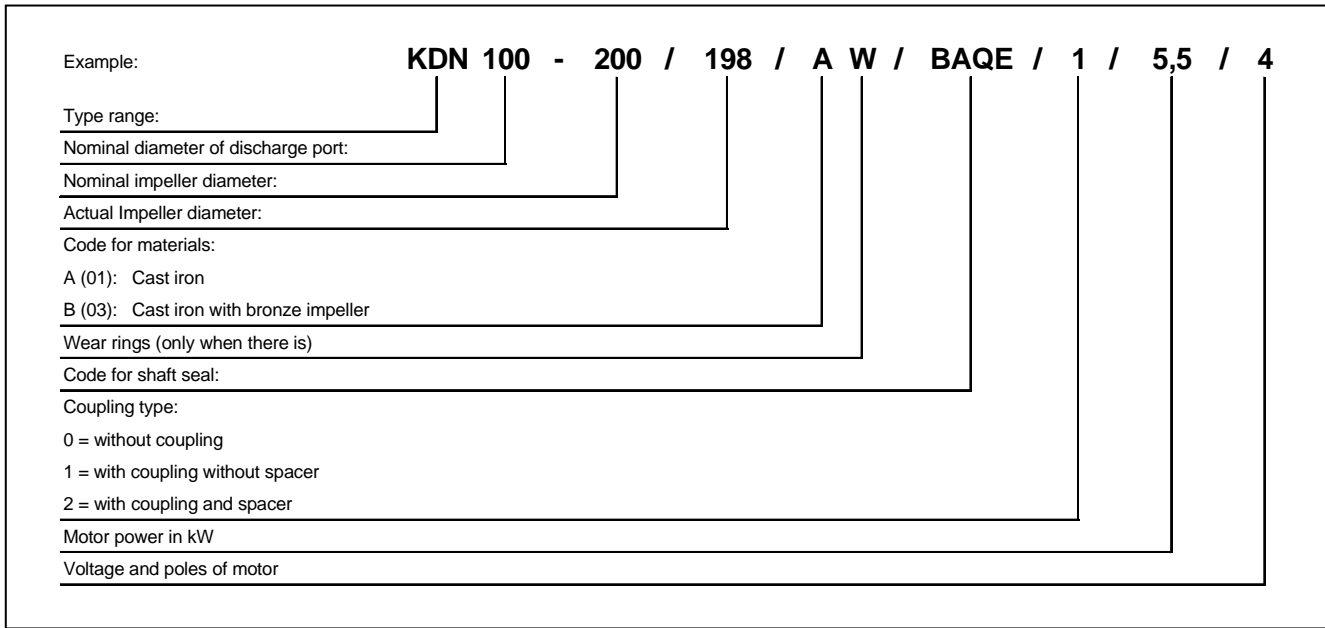 Example: KDN 100 - 200 / 198 / A W / BAQE / 1 / 5,5 / 4
Type range:
Nominal diameter of discharge port:
Nominal impeller diameter:
Actual Impeller diameter:
Code for materials:
A (01): Cast iron
B (03): Cast iron with bronze impeller
Wear rings (only when there is)
Code for shaft seal:
Coupling type:
0 = without coupling
1 = with coupling without spacer
2 = with coupling and spacer
Motor power in kW
Voltage and poles of motor